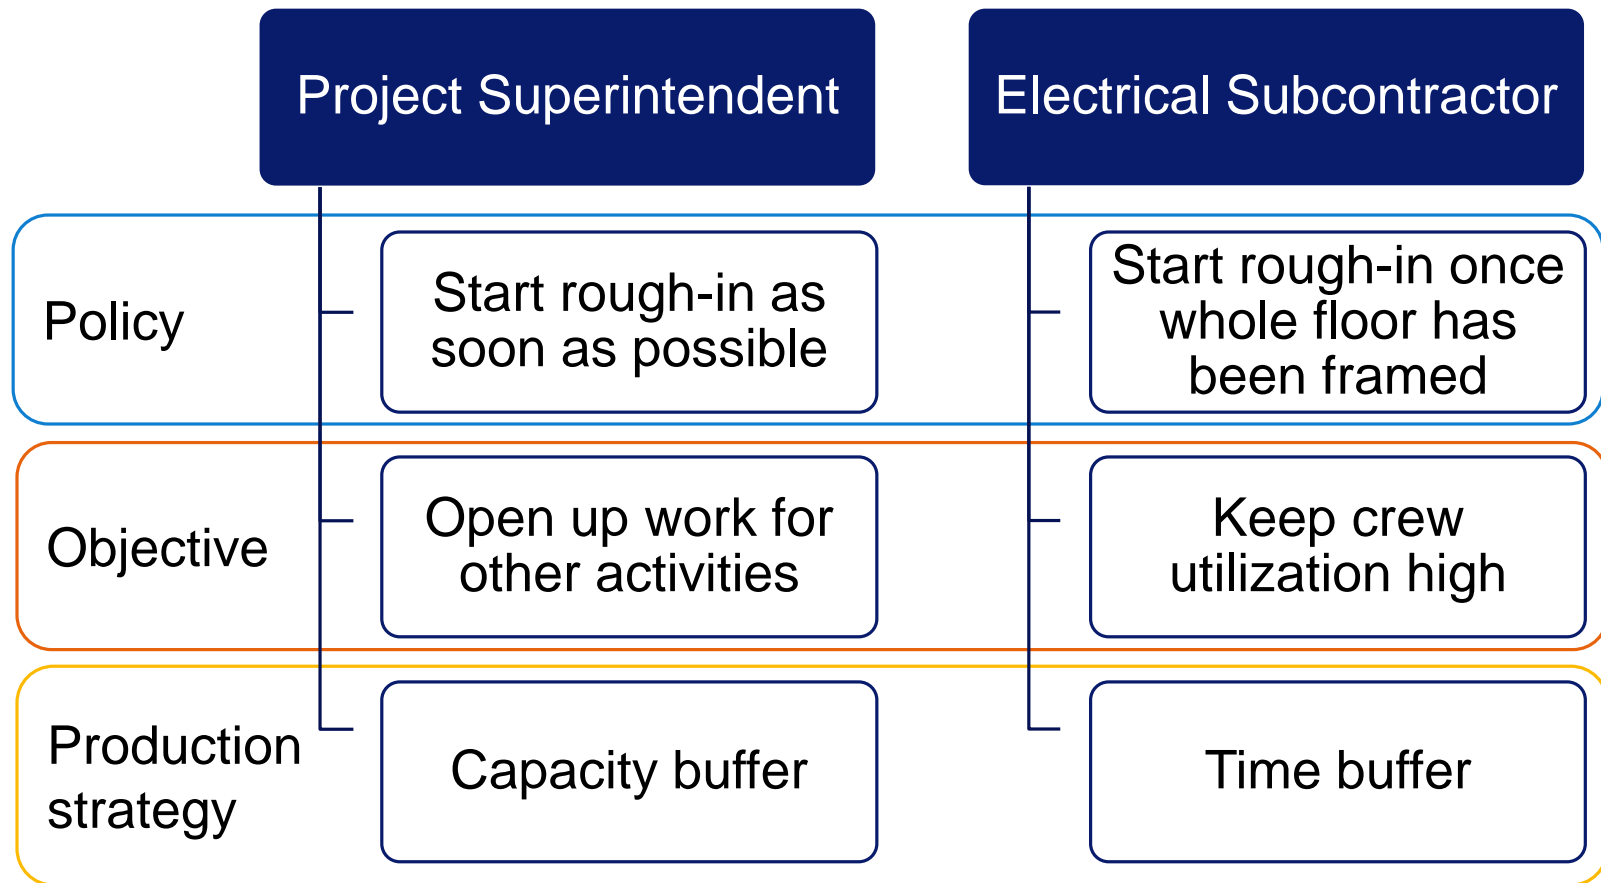 Project Superintendent
Electrical Subcontractor
Policy
Start rough-in as
soon as possible
Start rough-in once
whole floor has
been framed
Objective
Open up work for
other activities
Keep crew
utilization high
Production
strategy
Capacity buffer
Time buffer